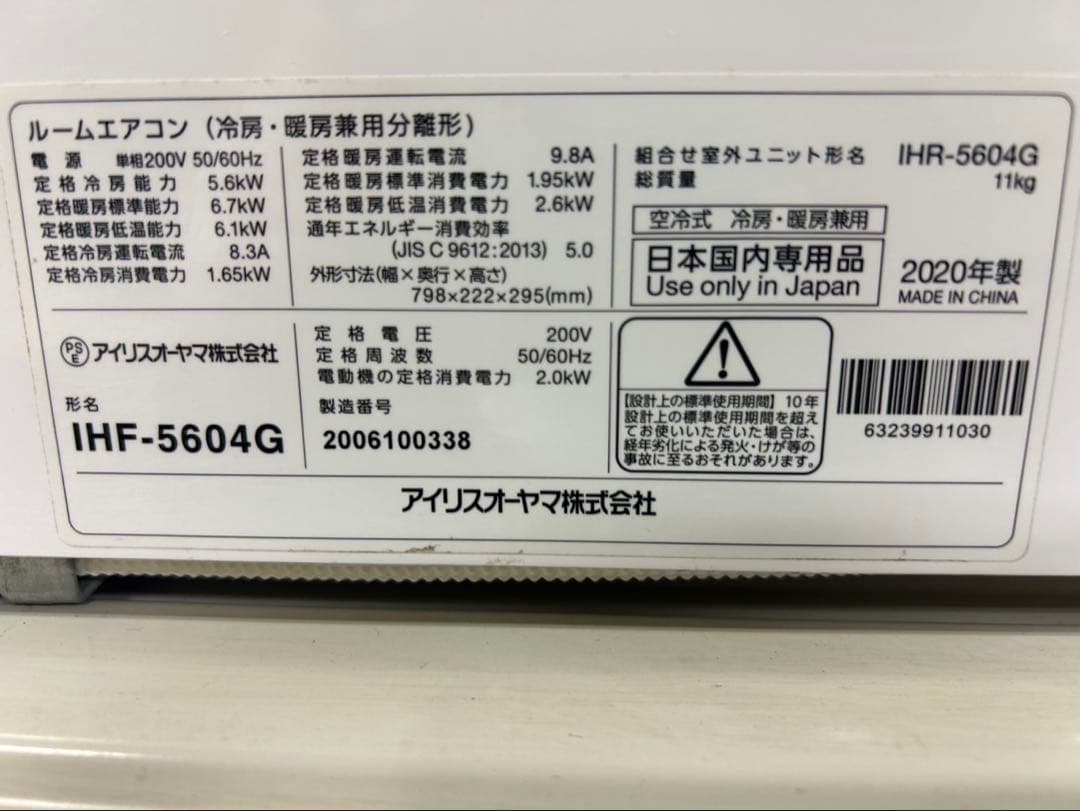 ルームエアコン（冷房・暖房兼用分離形）
電源 単相200V 50/60Hz
定格冷房能力 5.6kW
定格暖房標準能力 6.7kW
定格暖房低温能力 6.1kW
定格冷房運転電流 8.3A
定格冷房消費電力 1.65kW
定格暖房運転電流 9.8A
定格暖房標準消費電力 1.95kW
定格暖房低温消費電力 2.6kW
通年エネルギー消費効率
(JIS C 9612:2013) 5.0
外形寸法(幅×奥行×高さ)
798×222×295(mm)
組合せ室外ユニット形名 IHR-5604G
総質量 11kg
空冷式 冷房・暖房兼用
日本国内専用品
Use only in Japan
2020年製
MADE IN CHINA
PSE アイリスオーヤマ株式会社
形名
IHF-5604G
定格電圧 200V
定格周波数 50/60Hz
電動機の定格消費電力 2.0kW
製造番号
2006100338
【設計上の標準使用期間】10年
設計上の標準使用期間を超え
てお使いいただいた場合は、
経年劣化による発火・けが等の
事故に至るおそれがあります。
63239911030
アイリスオーヤマ株式会社